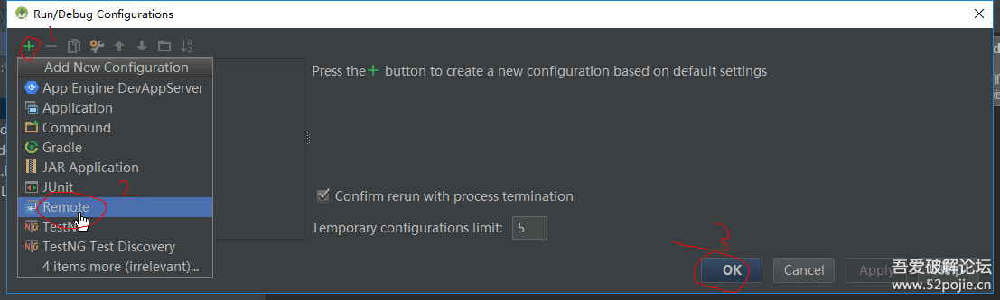 Run/Debug Configurations
1
Add New Configuration
Press the + button to create a new configuration based on default settings
App Engine DevAppServer
Application
Compound
Gradle
JAR Application
JUnit
2
Remote
Confirm rerun with process termination
TestNG
Temporary configurations limit: 5
TestNG Test Discovery
3
4 items more (irrelevant)...
OK
Cancel
Apply
吾爱破解论坛
www.52pojie.cn